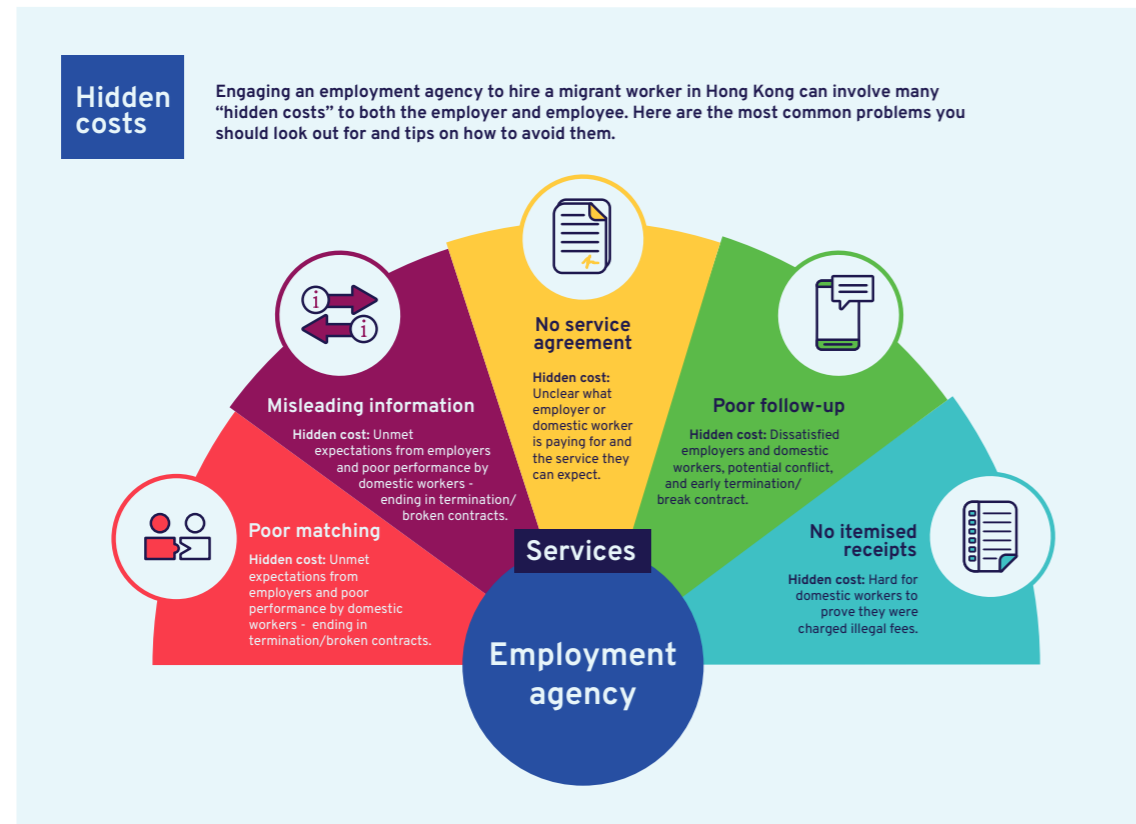 Hidden
costs
Engaging an employment agency to hire a migrant worker in Hong Kong can involve many
“hidden costs” to both the employer and employee. Here are the most common problems you
should look out for and tips on how to avoid them.
Poor matching
Hidden cost: Unmet
expectations from
employers and poor
performance by domestic
workers - ending in
termination/broken contracts.
i
i
Misleading information
Hidden cost: Unmet
expectations from employers
and poor performance by
domestic workers -
ending in termination/
broken contracts.
No service
agreement
Hidden cost:
Unclear what
employer or
domestic worker
is paying for and
the service they
can expect.
Poor follow-up
Hidden cost: Dissatisfied
employers and domestic
workers, potential conflict,
and early termination/
break contract.
No itemised
receipts
Hidden cost: Hard for
domestic workers to
prove they were
charged illegal fees.
Services
Employment
agency